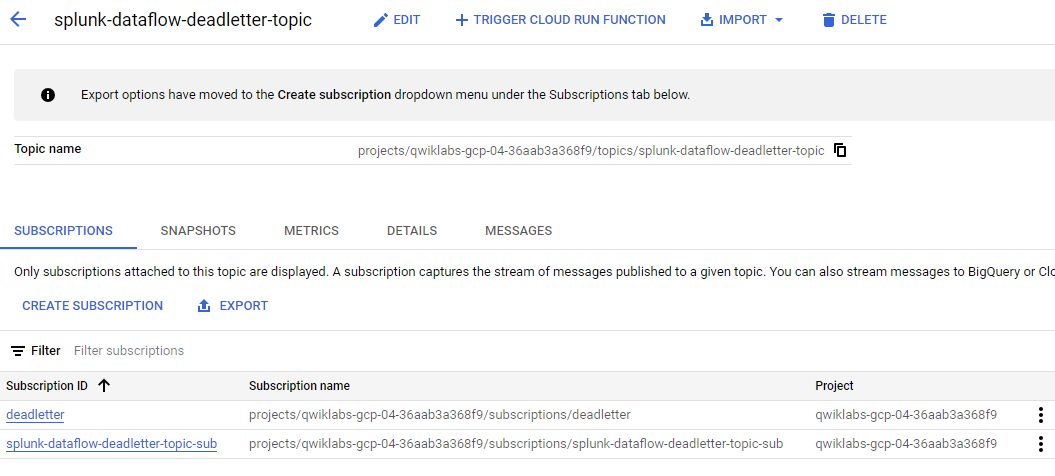 splunk-dataflow-deadletter-topic EDIT TRIGGER CLOUD RUN FUNCTION IMPORT DELETE
Export options have moved to the Create subscription dropdown menu under the Subscriptions tab below.
Topic name projects/qwiklabs-gcp-04-36aab3a368f9/topics/splunk-dataflow-deadletter-topic
SUBSCRIPTIONS SNAPSHOTS METRICS DETAILS MESSAGES
Only subscriptions attached to this topic are displayed. A subscription captures the stream of messages published to a given topic. You can also stream messages to BigQuery or Clo
CREATE SUBSCRIPTION EXPORT
Filter Filter subscriptions
Subscription ID Subscription name Project
deadletter projects/qwiklabs-gcp-04-36aab3a368f9/subscriptions/deadletter qwiklabs-gcp-04-36aab3a368f9
splunk-dataflow-deadletter-topic-sub projects/qwiklabs-gcp-04-36aab3a368f9/subscriptions/splunk-dataflow-deadletter-topic-sub qwiklabs-gcp-04-36aab3a368f9